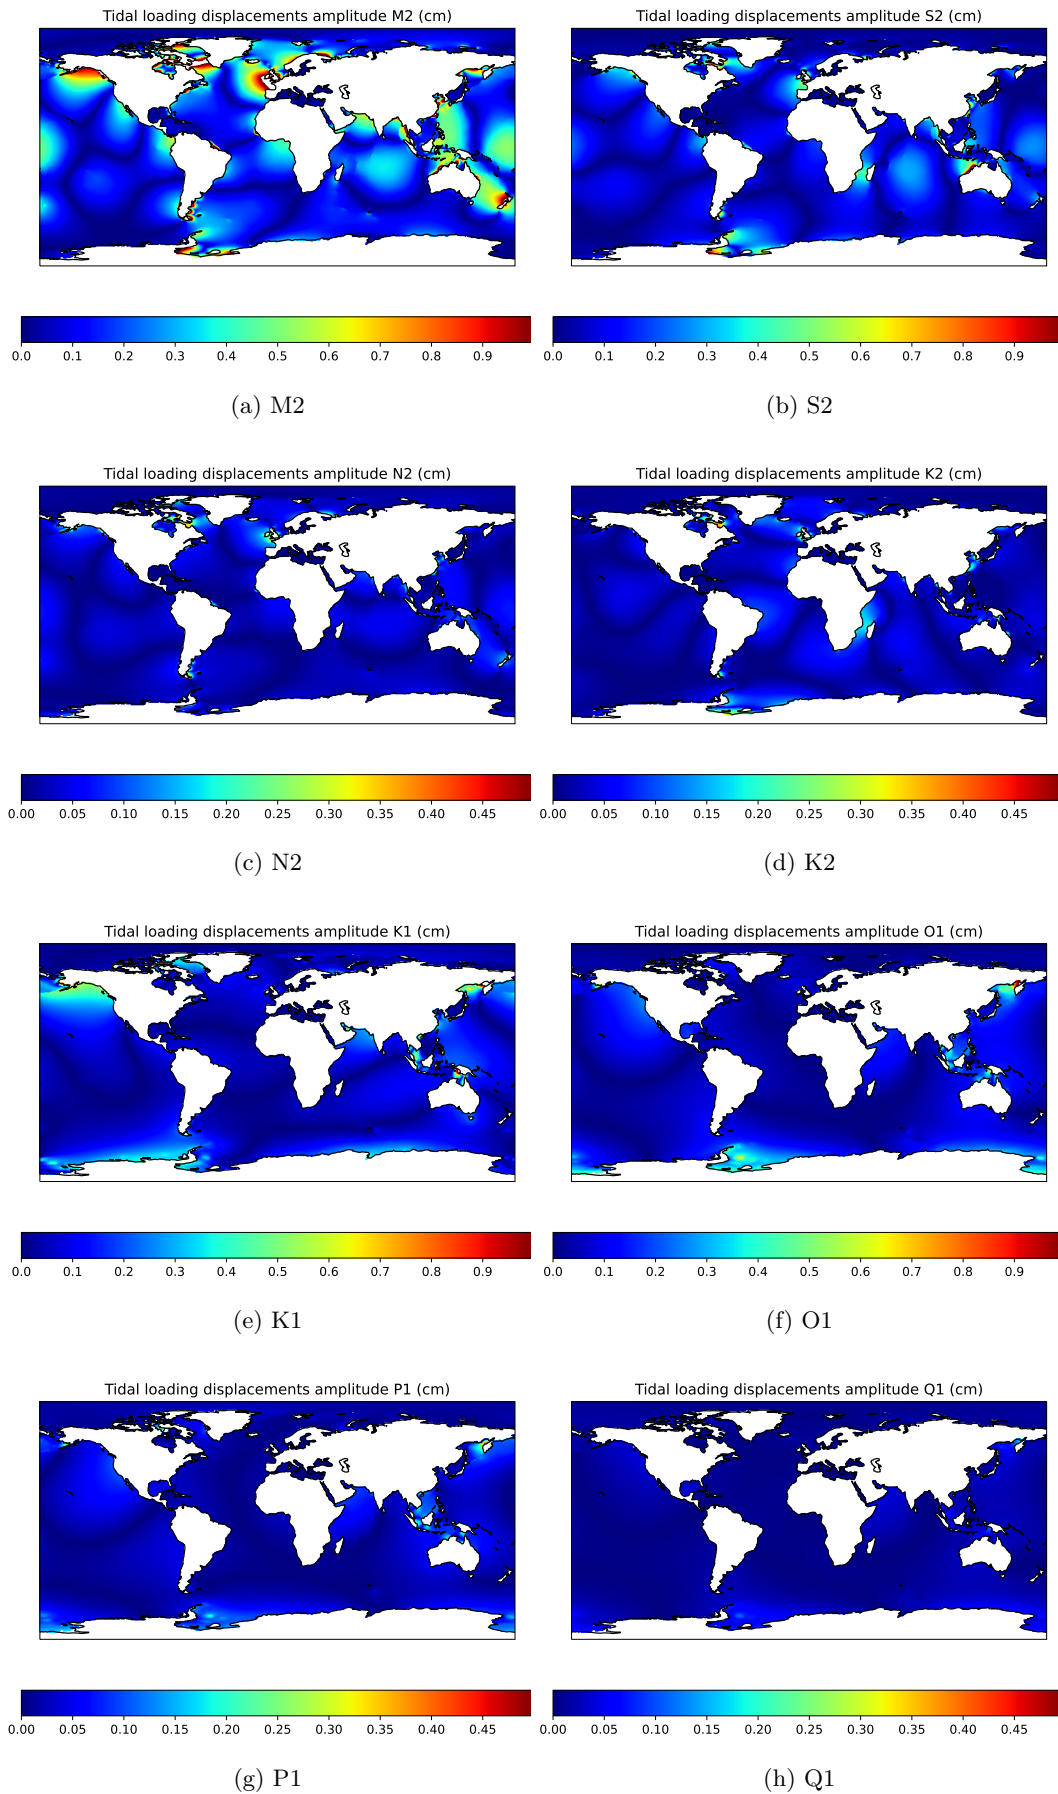 Tidal loading displacements amplitude M2 (cm)
Tidal loading displacements amplitude S2 (cm)
0.0 0.1 0.2 0.3 0.4 0.5 0.6 0.7 0.8 0.9
0.0 0.1 0.2 0.3 0.4 0.5 0.6 0.7 0.8 0.9
(a) M2
(b) S2
Tidal loading displacements amplitude N2 (cm)
Tidal loading displacements amplitude K2 (cm)
0.00 0.05 0.10 0.15 0.20 0.25 0.30 0.35 0.40 0.45
0.00 0.05 0.10 0.15 0.20 0.25 0.30 0.35 0.40 0.45
(c) N2
(d) K2
Tidal loading displacements amplitude K1 (cm)
Tidal loading displacements amplitude O1 (cm)
0.0 0.1 0.2 0.3 0.4 0.5 0.6 0.7 0.8 0.9
0.0 0.1 0.2 0.3 0.4 0.5 0.6 0.7 0.8 0.9
(e) K1
(f) O1
Tidal loading displacements amplitude P1 (cm)
Tidal loading displacements amplitude Q1 (cm)
0.00 0.05 0.10 0.15 0.20 0.25 0.30 0.35 0.40 0.45
0.00 0.05 0.10 0.15 0.20 0.25 0.30 0.35 0.40 0.45
(g) P1
(h) Q1